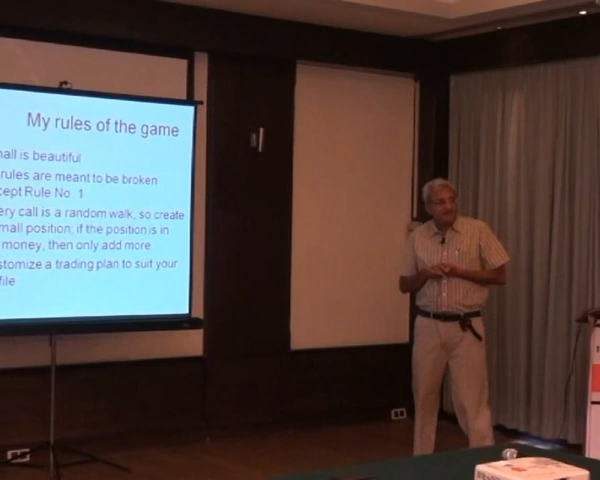 My rules of the game
nall is beautiful
rules are meant to be broken
cept Rule No. 1
ery call is a random walk, so create
mall position; if the position is in
money, then only add more
stomize a trading plan to suit your
file